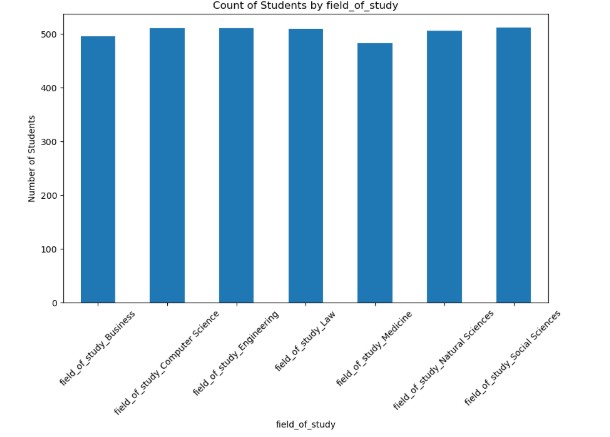 Count of Students by field_of_study
Number of Students
500
400
300
200
100
0
field_of_study_Business
field_of_study_Computer Science
field_of_study_Engineering
field_of_study_Law
field_of_study_Medicine
field_of_study_Natural Sciences
field_of_study_Social Sciences
field_of_study